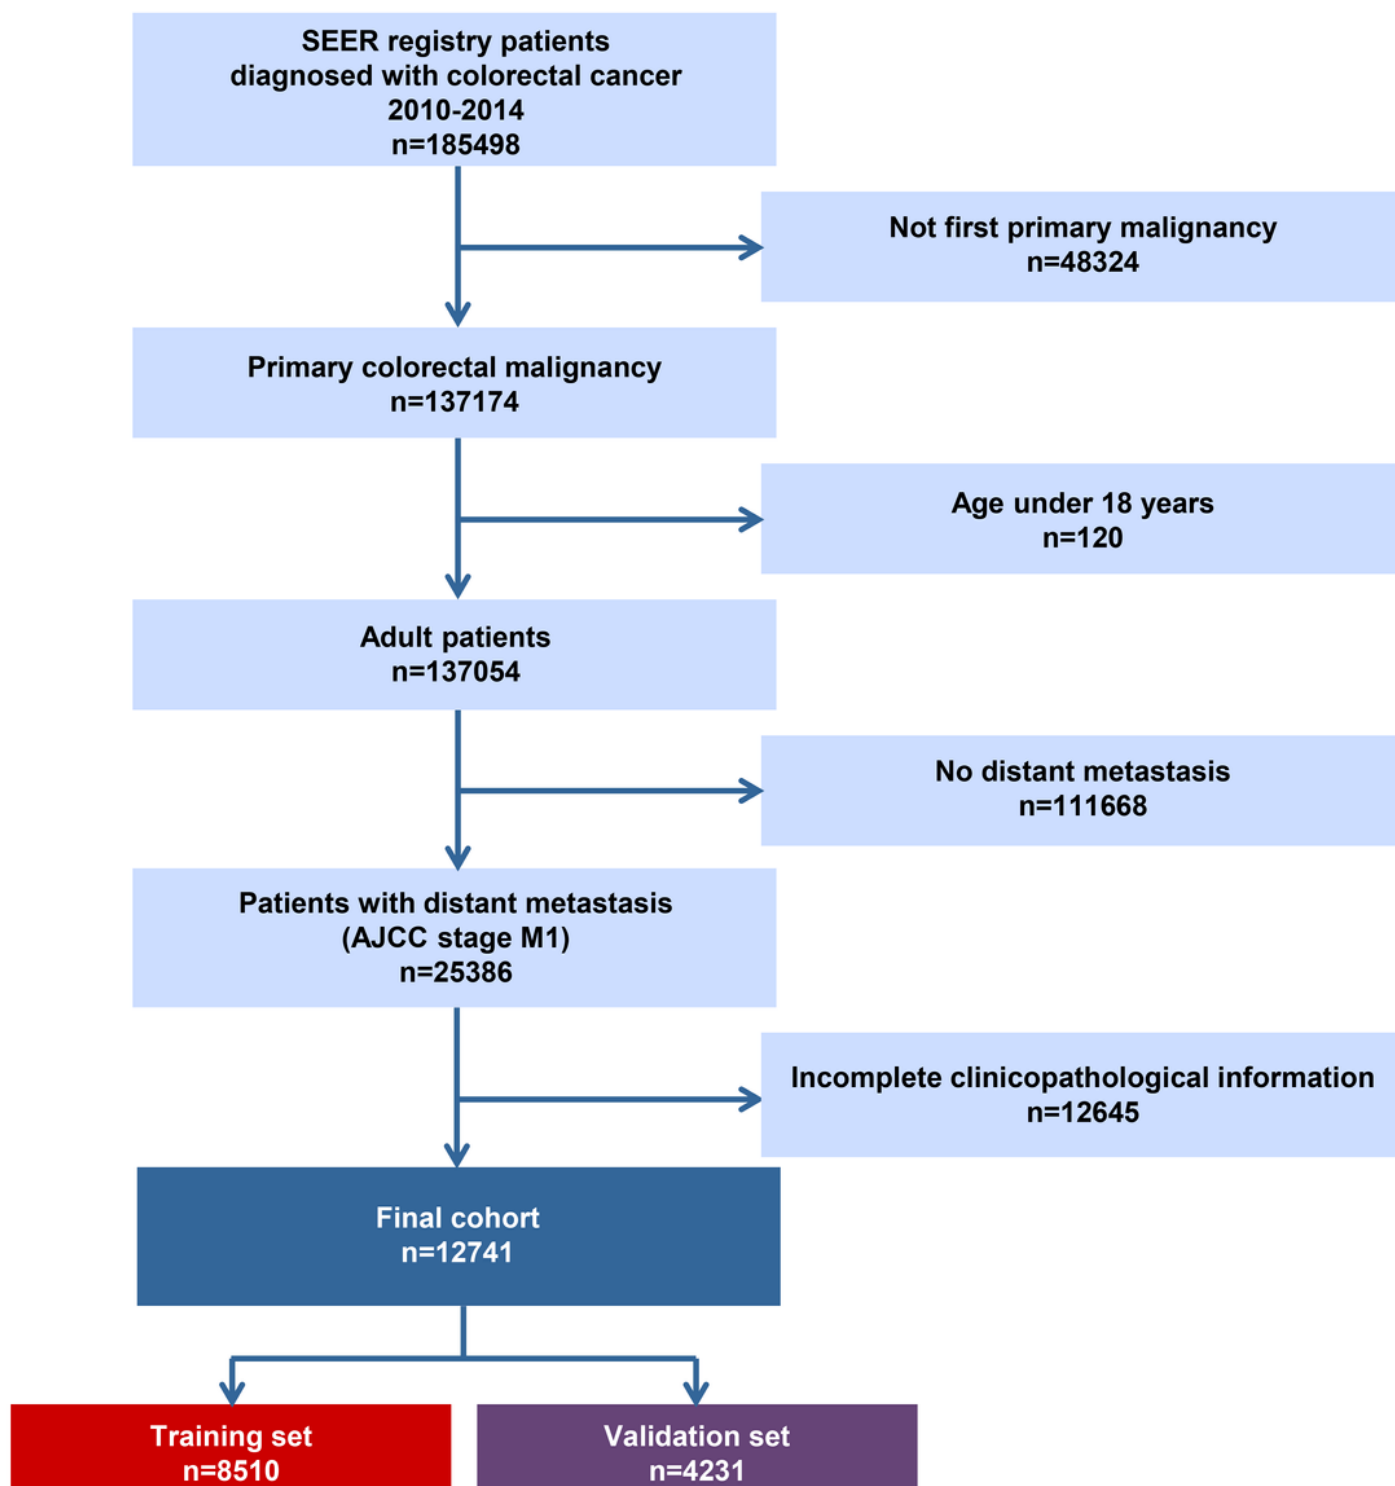 SEER registry patients
diagnosed with colorectal cancer
2010-2014
n=185498
Not first primary malignancy
n=48324
Primary colorectal malignancy
n=137174
Age under 18 years
n=120
Adult patients
n=137054
No distant metastasis
n=111668
Patients with distant metastasis
(AJCC stage M1)
n=25386
Incomplete clinicopathological information
n=12645
Final cohort
n=12741
Training set
n=8510
Validation set
n=4231